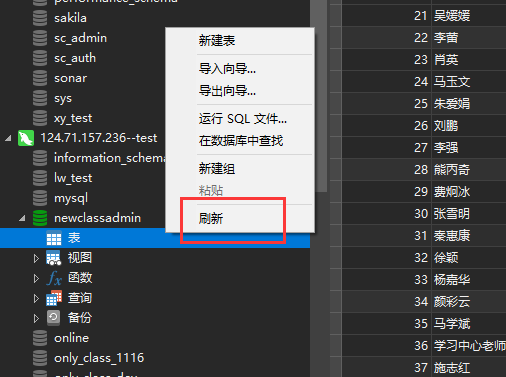 performance_schema
sakila
sc_admin
sc_auth
sonar
sys
xy_test
124.71.157.236--test
information_schema
lw_test
mysql
newclassadmin
表
视图
函数
查询
备份
online
only_class_1116
only_class_dev
新建表
导入向导...
导出向导...
运行 SQL 文件...
在数据库中查找
新建组
粘贴
刷新
21 吴媛媛
22 李苗
23 肖英
24 马玉文
25 朱爱娟
26 刘鹏
27 李强
28 熊丙奇
29 费炯冰
30 张雪明
31 秦惠康
32 徐颖
33 杨嘉华
34 颜彩云
35 马学斌
36 学习中心老师
37 施志红